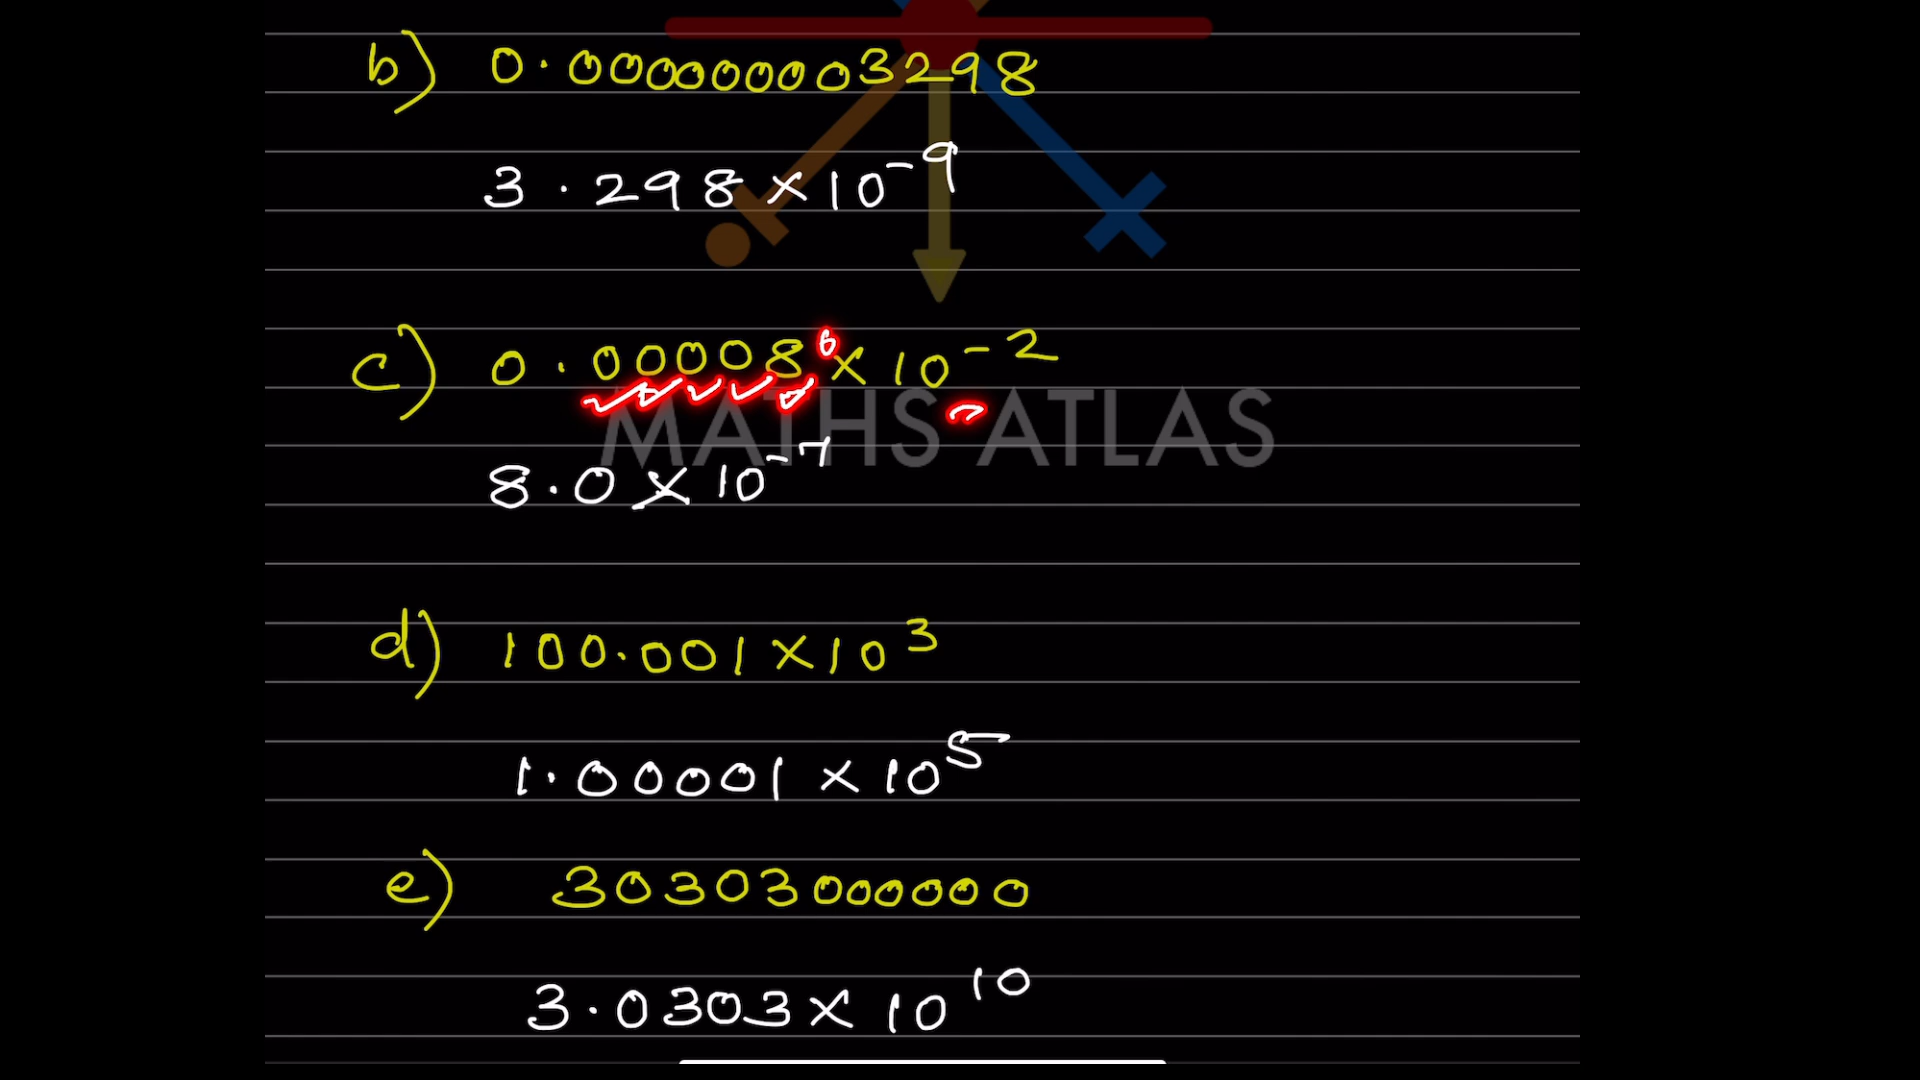 b) 0.000000003298
3.298 × 10⁻⁹
c) 0.00008 × 10⁻²
MATHS ATLAS
8.0 × 10⁻⁷
d) 100.001 × 10³
1.00001 × 10⁵
e) 30303000000
3.0303 × 10¹⁰